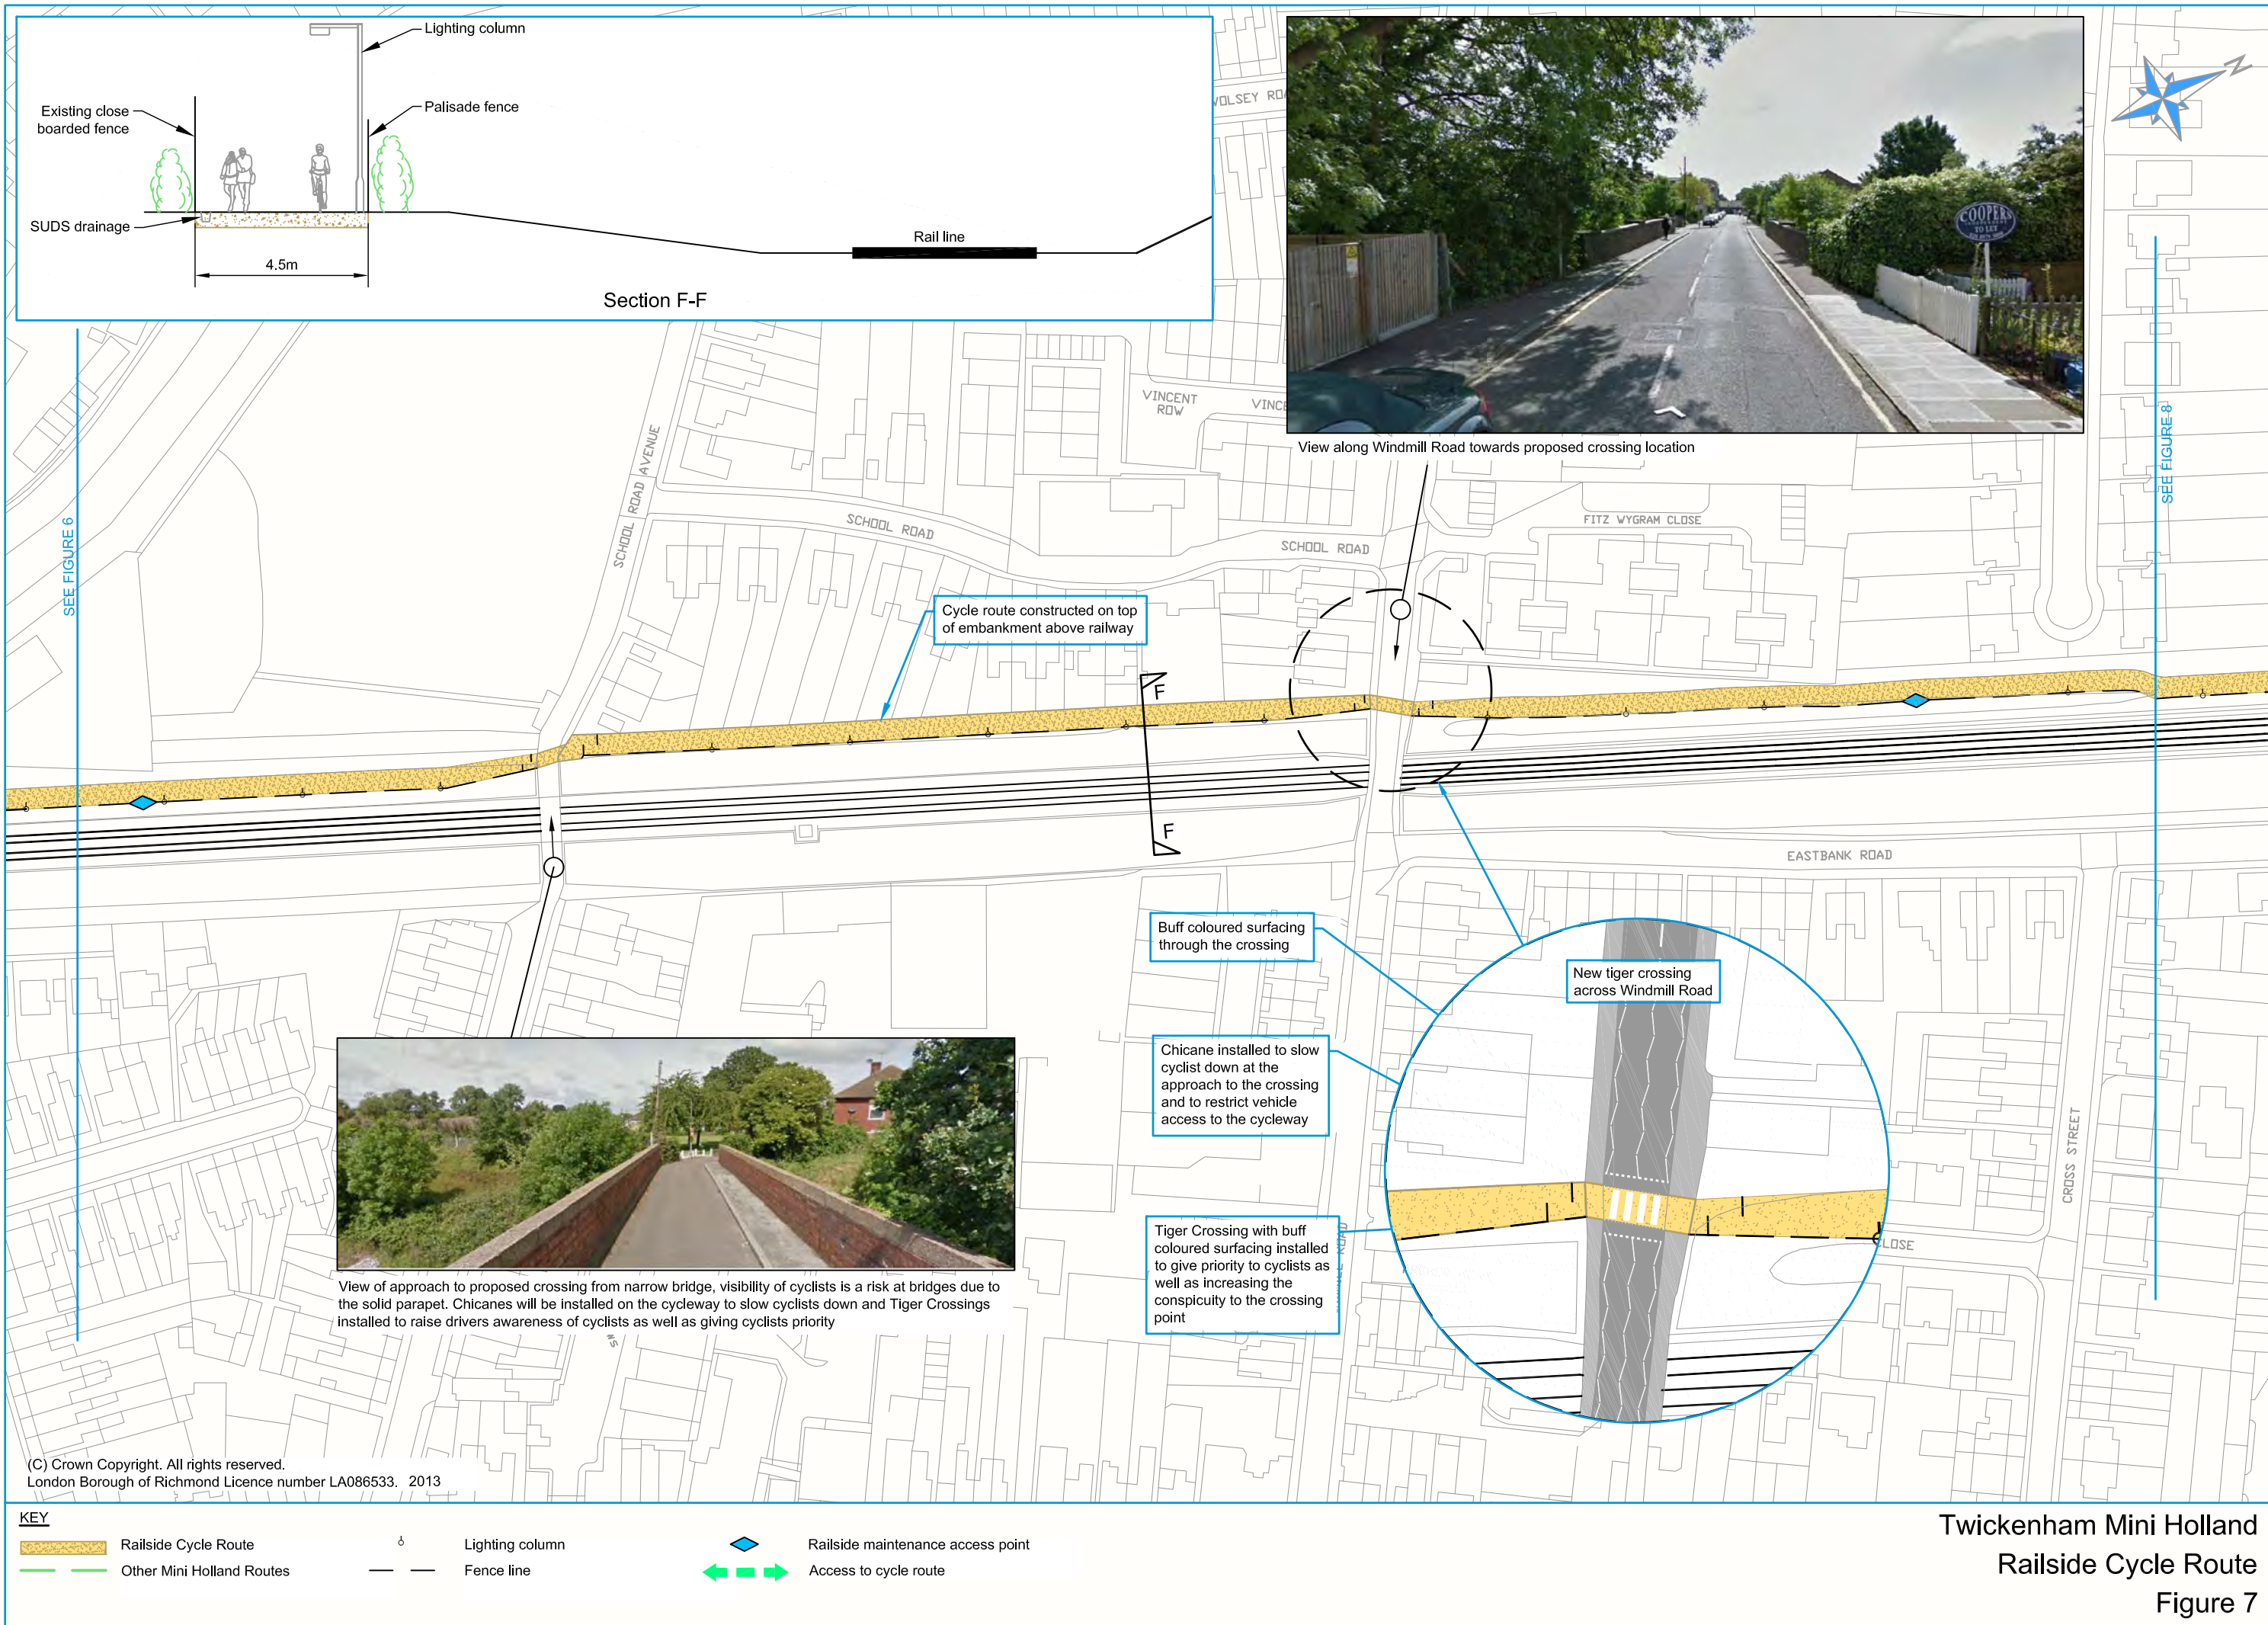 Lighting column
Existing close
boarded fence
Palisade fence
SUDS drainage
4.5m
Rail line
Section F-F
COOPERS
TO LET
View along Windmill Road towards proposed crossing location
N
WOLSEY ROA
VINCENT
ROW
VINCE
SCHOOL ROAD AVENUE
SCHOOL ROAD
SCHOOL ROAD
FITZ WYGRAM CLOSE
SEE FIGURE 6
SEE FIGURE 8
Cycle route constructed on top
of embankment above railway
F
F
EASTBANK ROAD
CROSS STREET
CLOSE
ROAD
WS
Buff coloured surfacing
through the crossing
New tiger crossing
across Windmill Road
Chicane installed to slow
cyclist down at the
approach to the crossing
and to restrict vehicle
access to the cycleway
Tiger Crossing with buff
coloured surfacing installed
to give priority to cyclists as
well as increasing the
conspicuity to the crossing
point
View of approach to proposed crossing from narrow bridge, visibility of cyclists is a risk at bridges due to
the solid parapet. Chicanes will be installed on the cycleway to slow cyclists down and Tiger Crossings
installed to raise drivers awareness of cyclists as well as giving cyclists priority
(C) Crown Copyright. All rights reserved.
London Borough of Richmond Licence number LA086533. 2013
KEY
Railside Cycle Route
Other Mini Holland Routes
Lighting column
Fence line
Railside maintenance access point
Access to cycle route
Twickenham Mini Holland
Railside Cycle Route
Figure 7